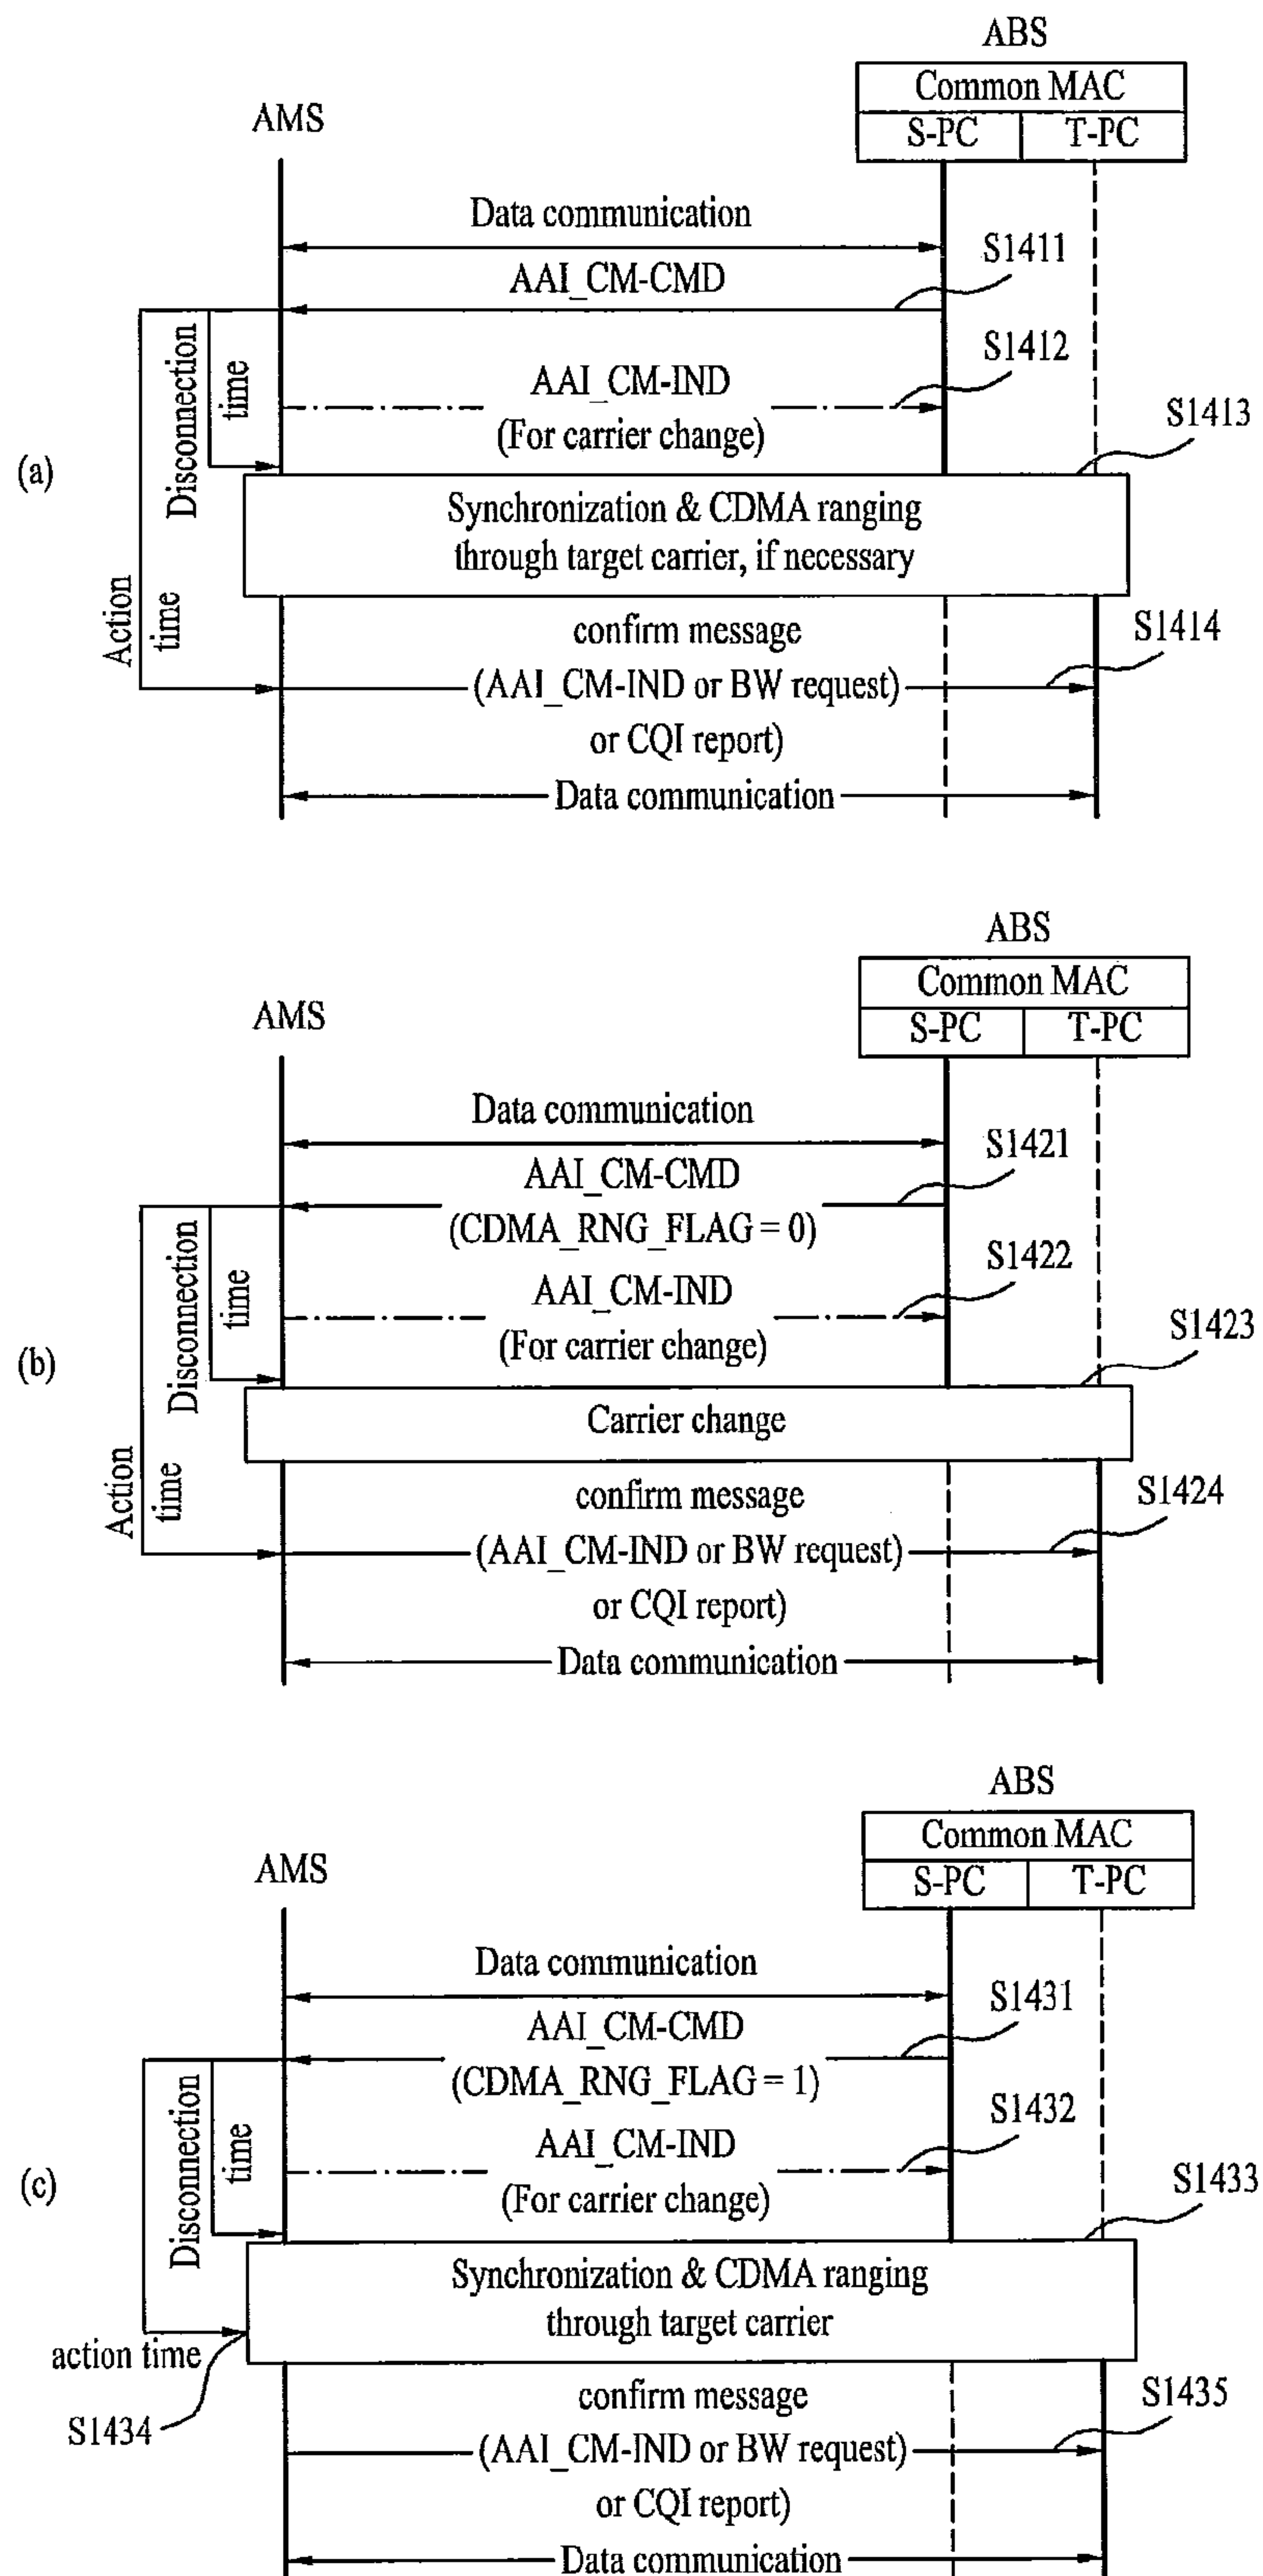 ABS
Common MAC
AMS
S-PC
T-PC
Data communication
S1411
AAI_CM-CMD
S1412
Disconnection
time
AAI_CM-IND
(For carrier change)
S1413
(a)
Synchronization & CDMA ranging
through target carrier, if necessary
Action
time
confirm message
S1414
(AAI_CM-IND or BW request)
or CQI report)
Data communication
ABS
Common MAC
AMS
S-PC
T-PC
Data communication
S1421
AAI_CM-CMD
(CDMA_RNG_FLAG = 0)
S1422
Disconnection
time
AAI_CM-IND
(For carrier change)
S1423
(b)
Carrier change
Action
time
confirm message
S1424
(AAI_CM-IND or BW request)
or CQI report)
Data communication
ABS
Common MAC
AMS
S-PC
T-PC
Data communication
S1431
AAI_CM-CMD
(CDMA_RNG_FLAG = 1)
S1432
Disconnection
time
AAI_CM-IND
(For carrier change)
S1433
(c)
Synchronization & CDMA ranging
through target carrier
action time
S1434
confirm message
S1435
(AAI_CM-IND or BW request)
or CQI report)
Data communication